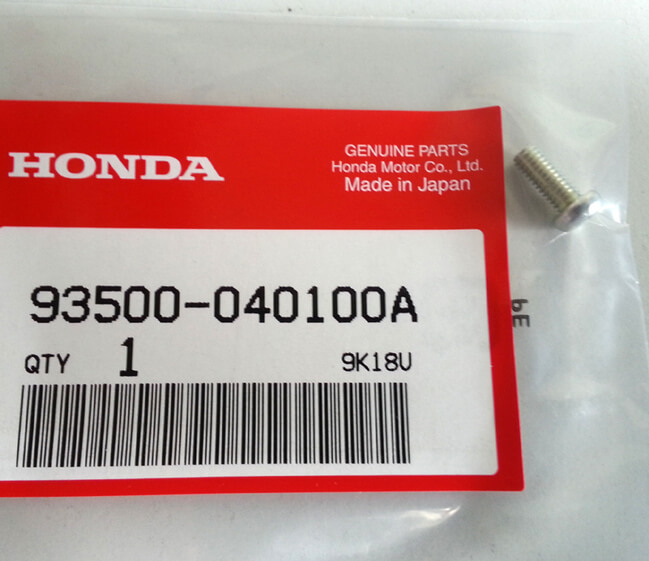 HONDA
GENUINE PARTS
Honda Motor Co., Ltd.
Made in Japan
93500-040100A
QTY 1 9K18U